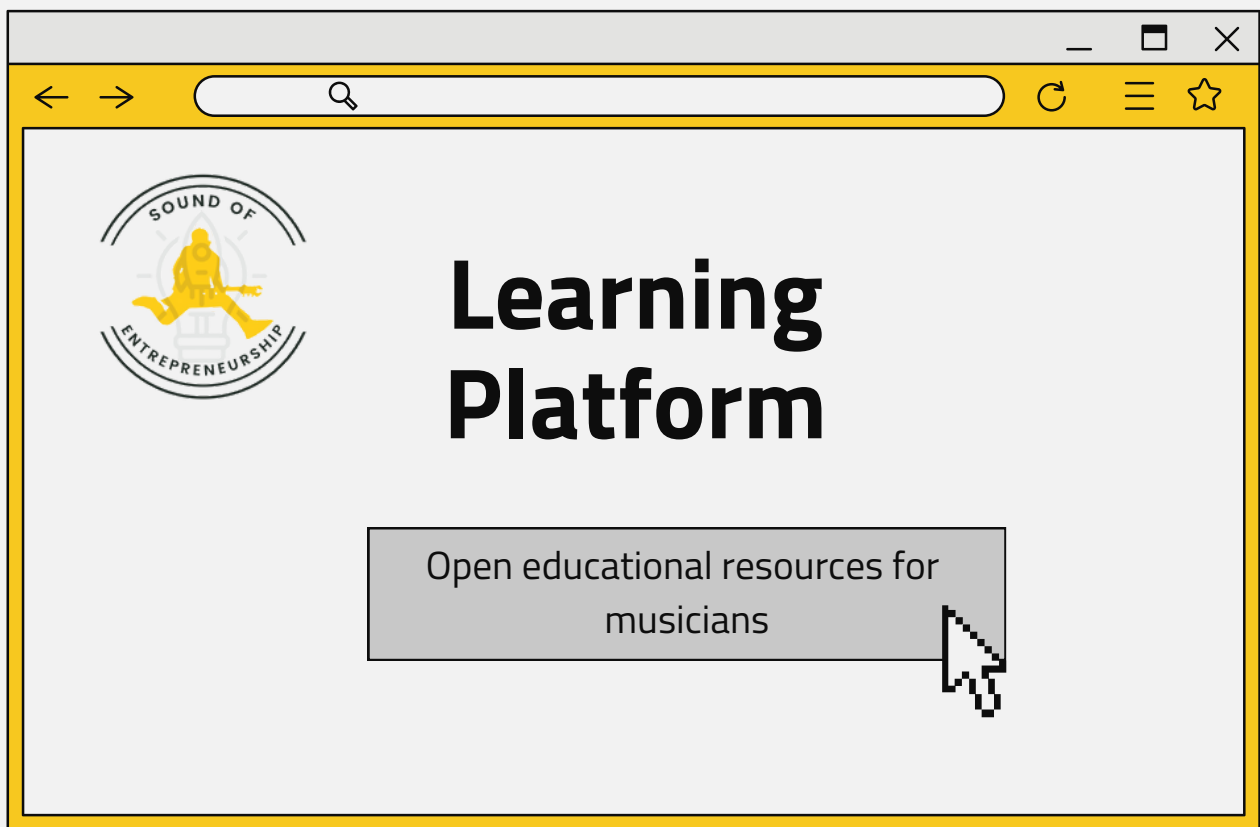 SOUND OF
ENTREPRENEURSHIP
Learning
Platform
Open educational resources for
musicians